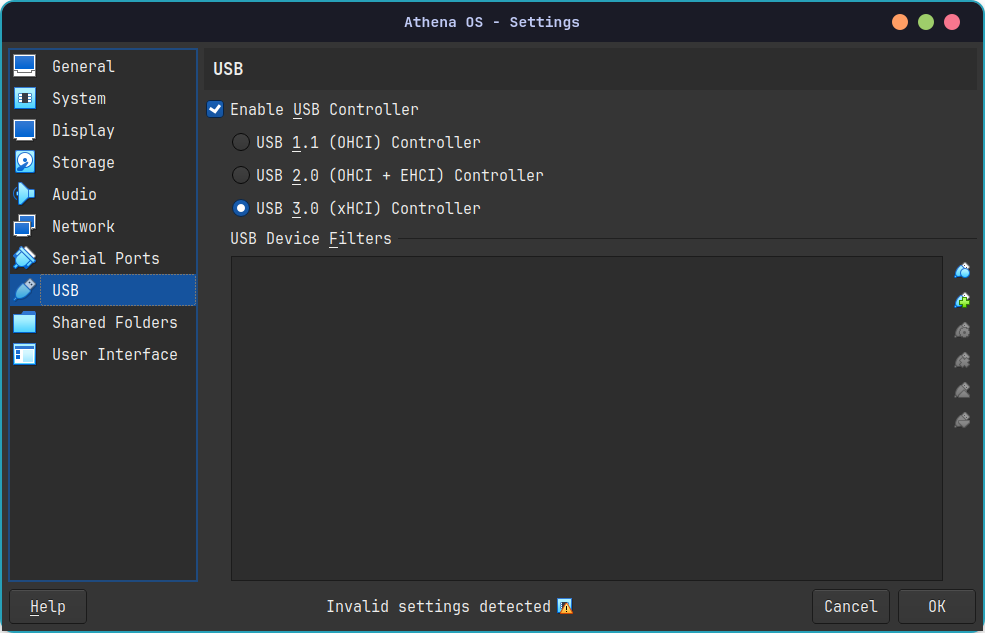 Athena OS - Settings
General
System
Display
Storage
Audio
Network
Serial Ports
USB
Shared Folders
User Interface
USB
Enable USB Controller
USB 1.1 (OHCI) Controller
USB 2.0 (OHCI + EHCI) Controller
USB 3.0 (xHCI) Controller
USB Device Filters
Help
Invalid settings detected
Cancel
OK